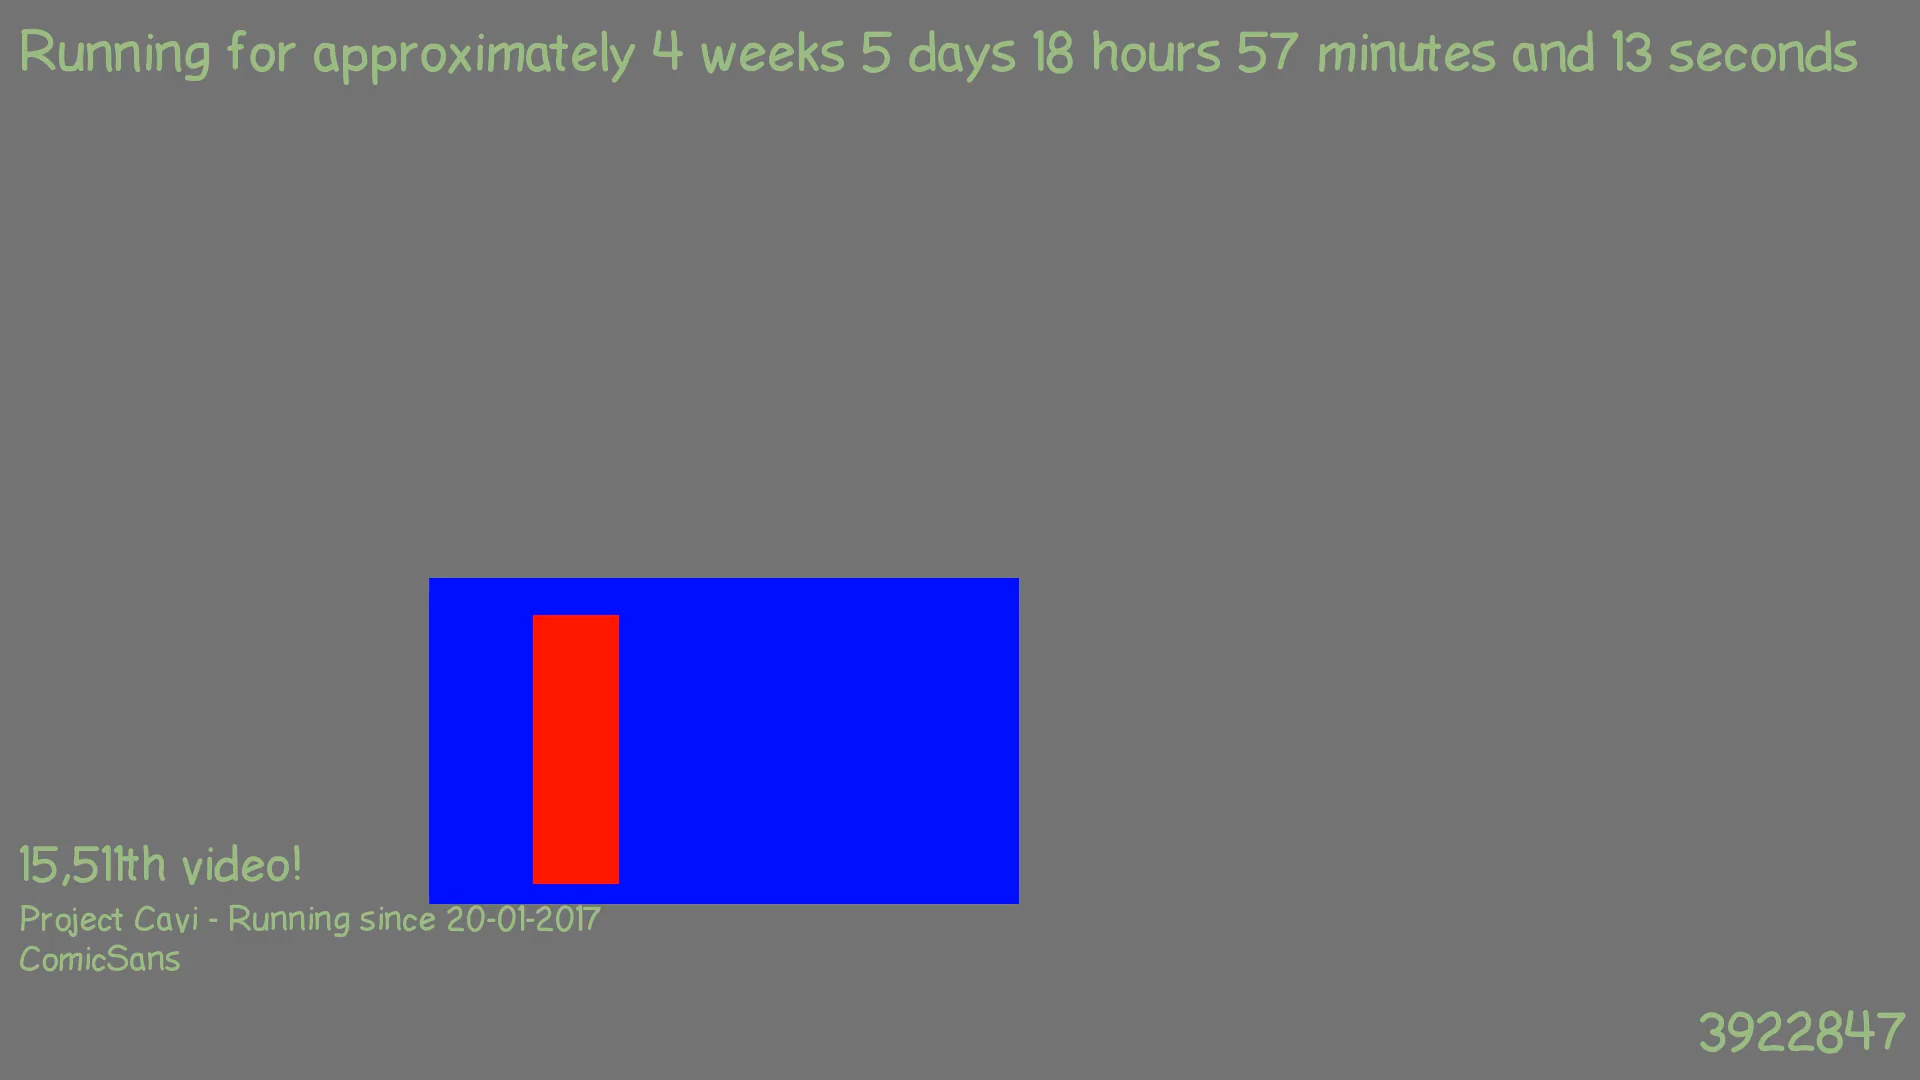 Running for approximately 4 weeks 5 days 18 hours 57 minutes and 13 seconds
15,511th video!
Project Cavi - Running since 20-01-2017
ComicSans
3922847